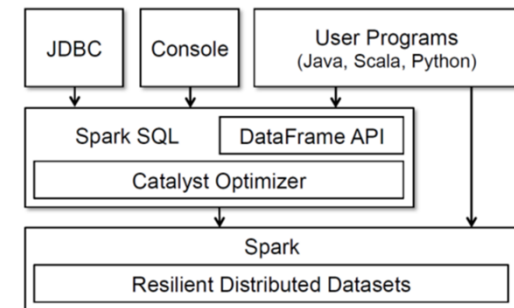 JDBC
Console
User Programs
(Java, Scala, Python)
Spark SQL
DataFrame API
Catalyst Optimizer
Spark
Resilient Distributed Datasets